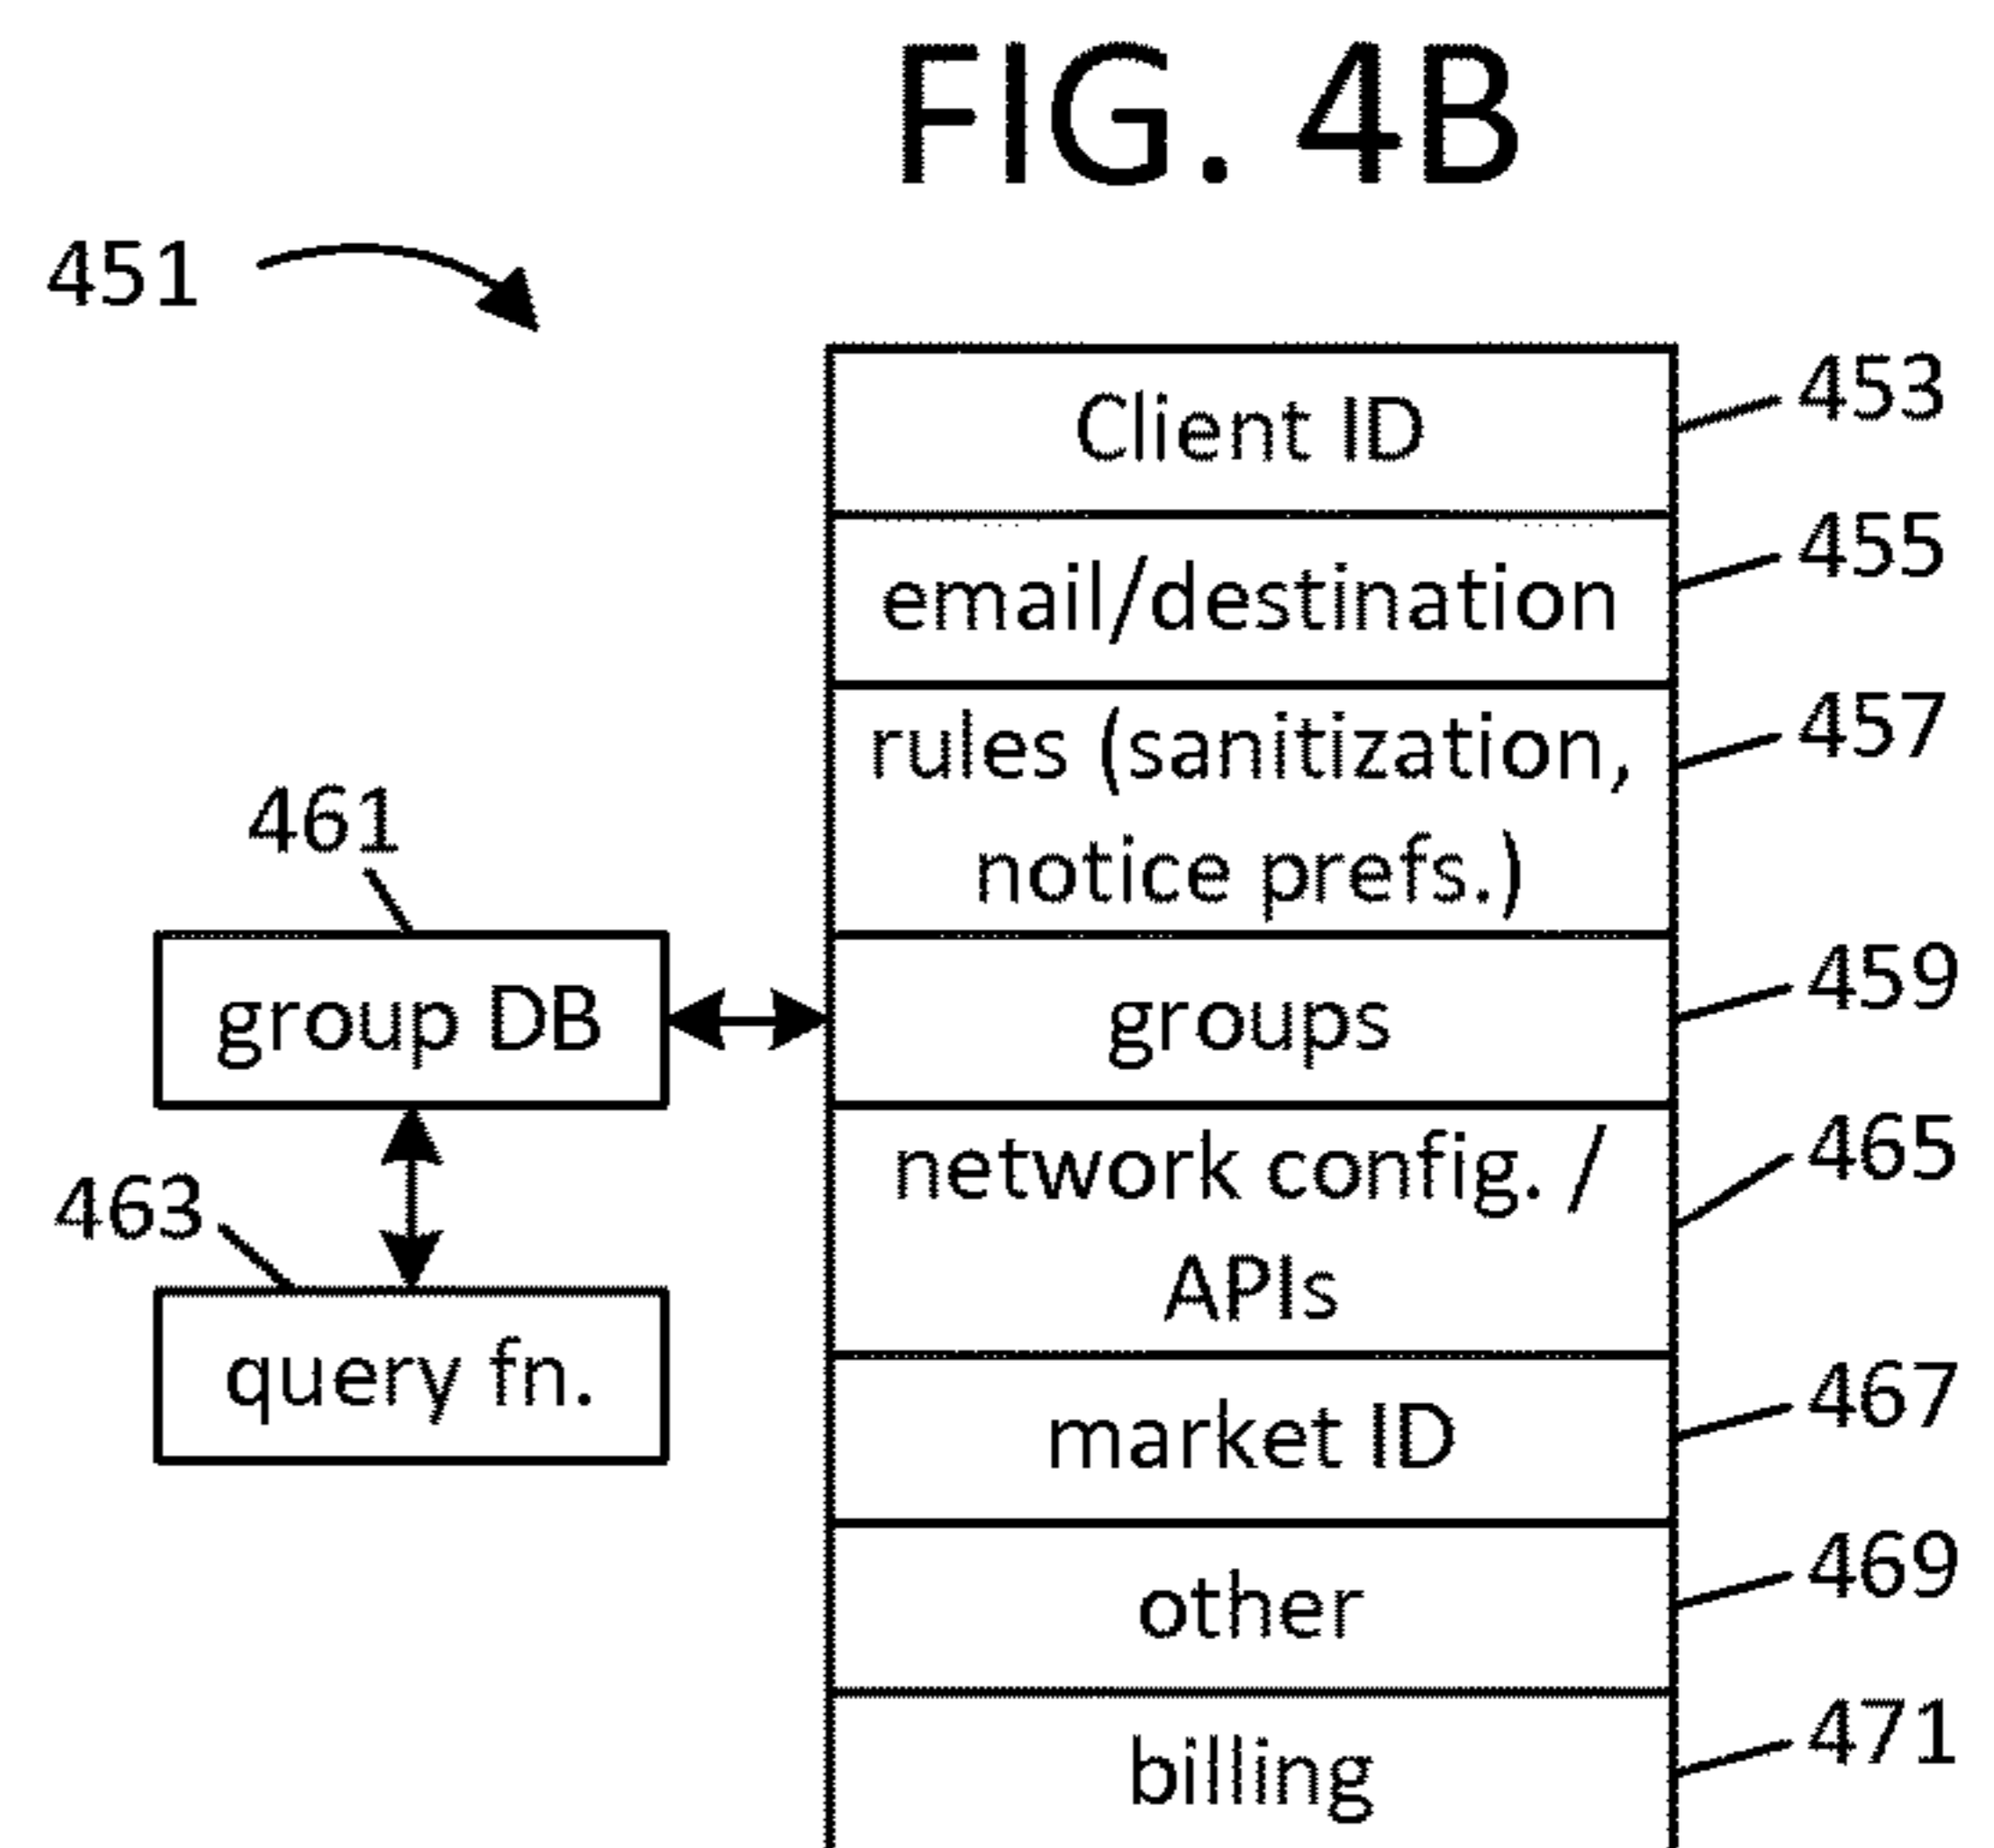 FIG. 4B
451
Client ID
453
email/destination
455
rules (sanitization,
notice prefs.)
457
461
group DB
groups
459
463
query fn.
network config. /
APIs
465
market ID
467
other
469
billing
471